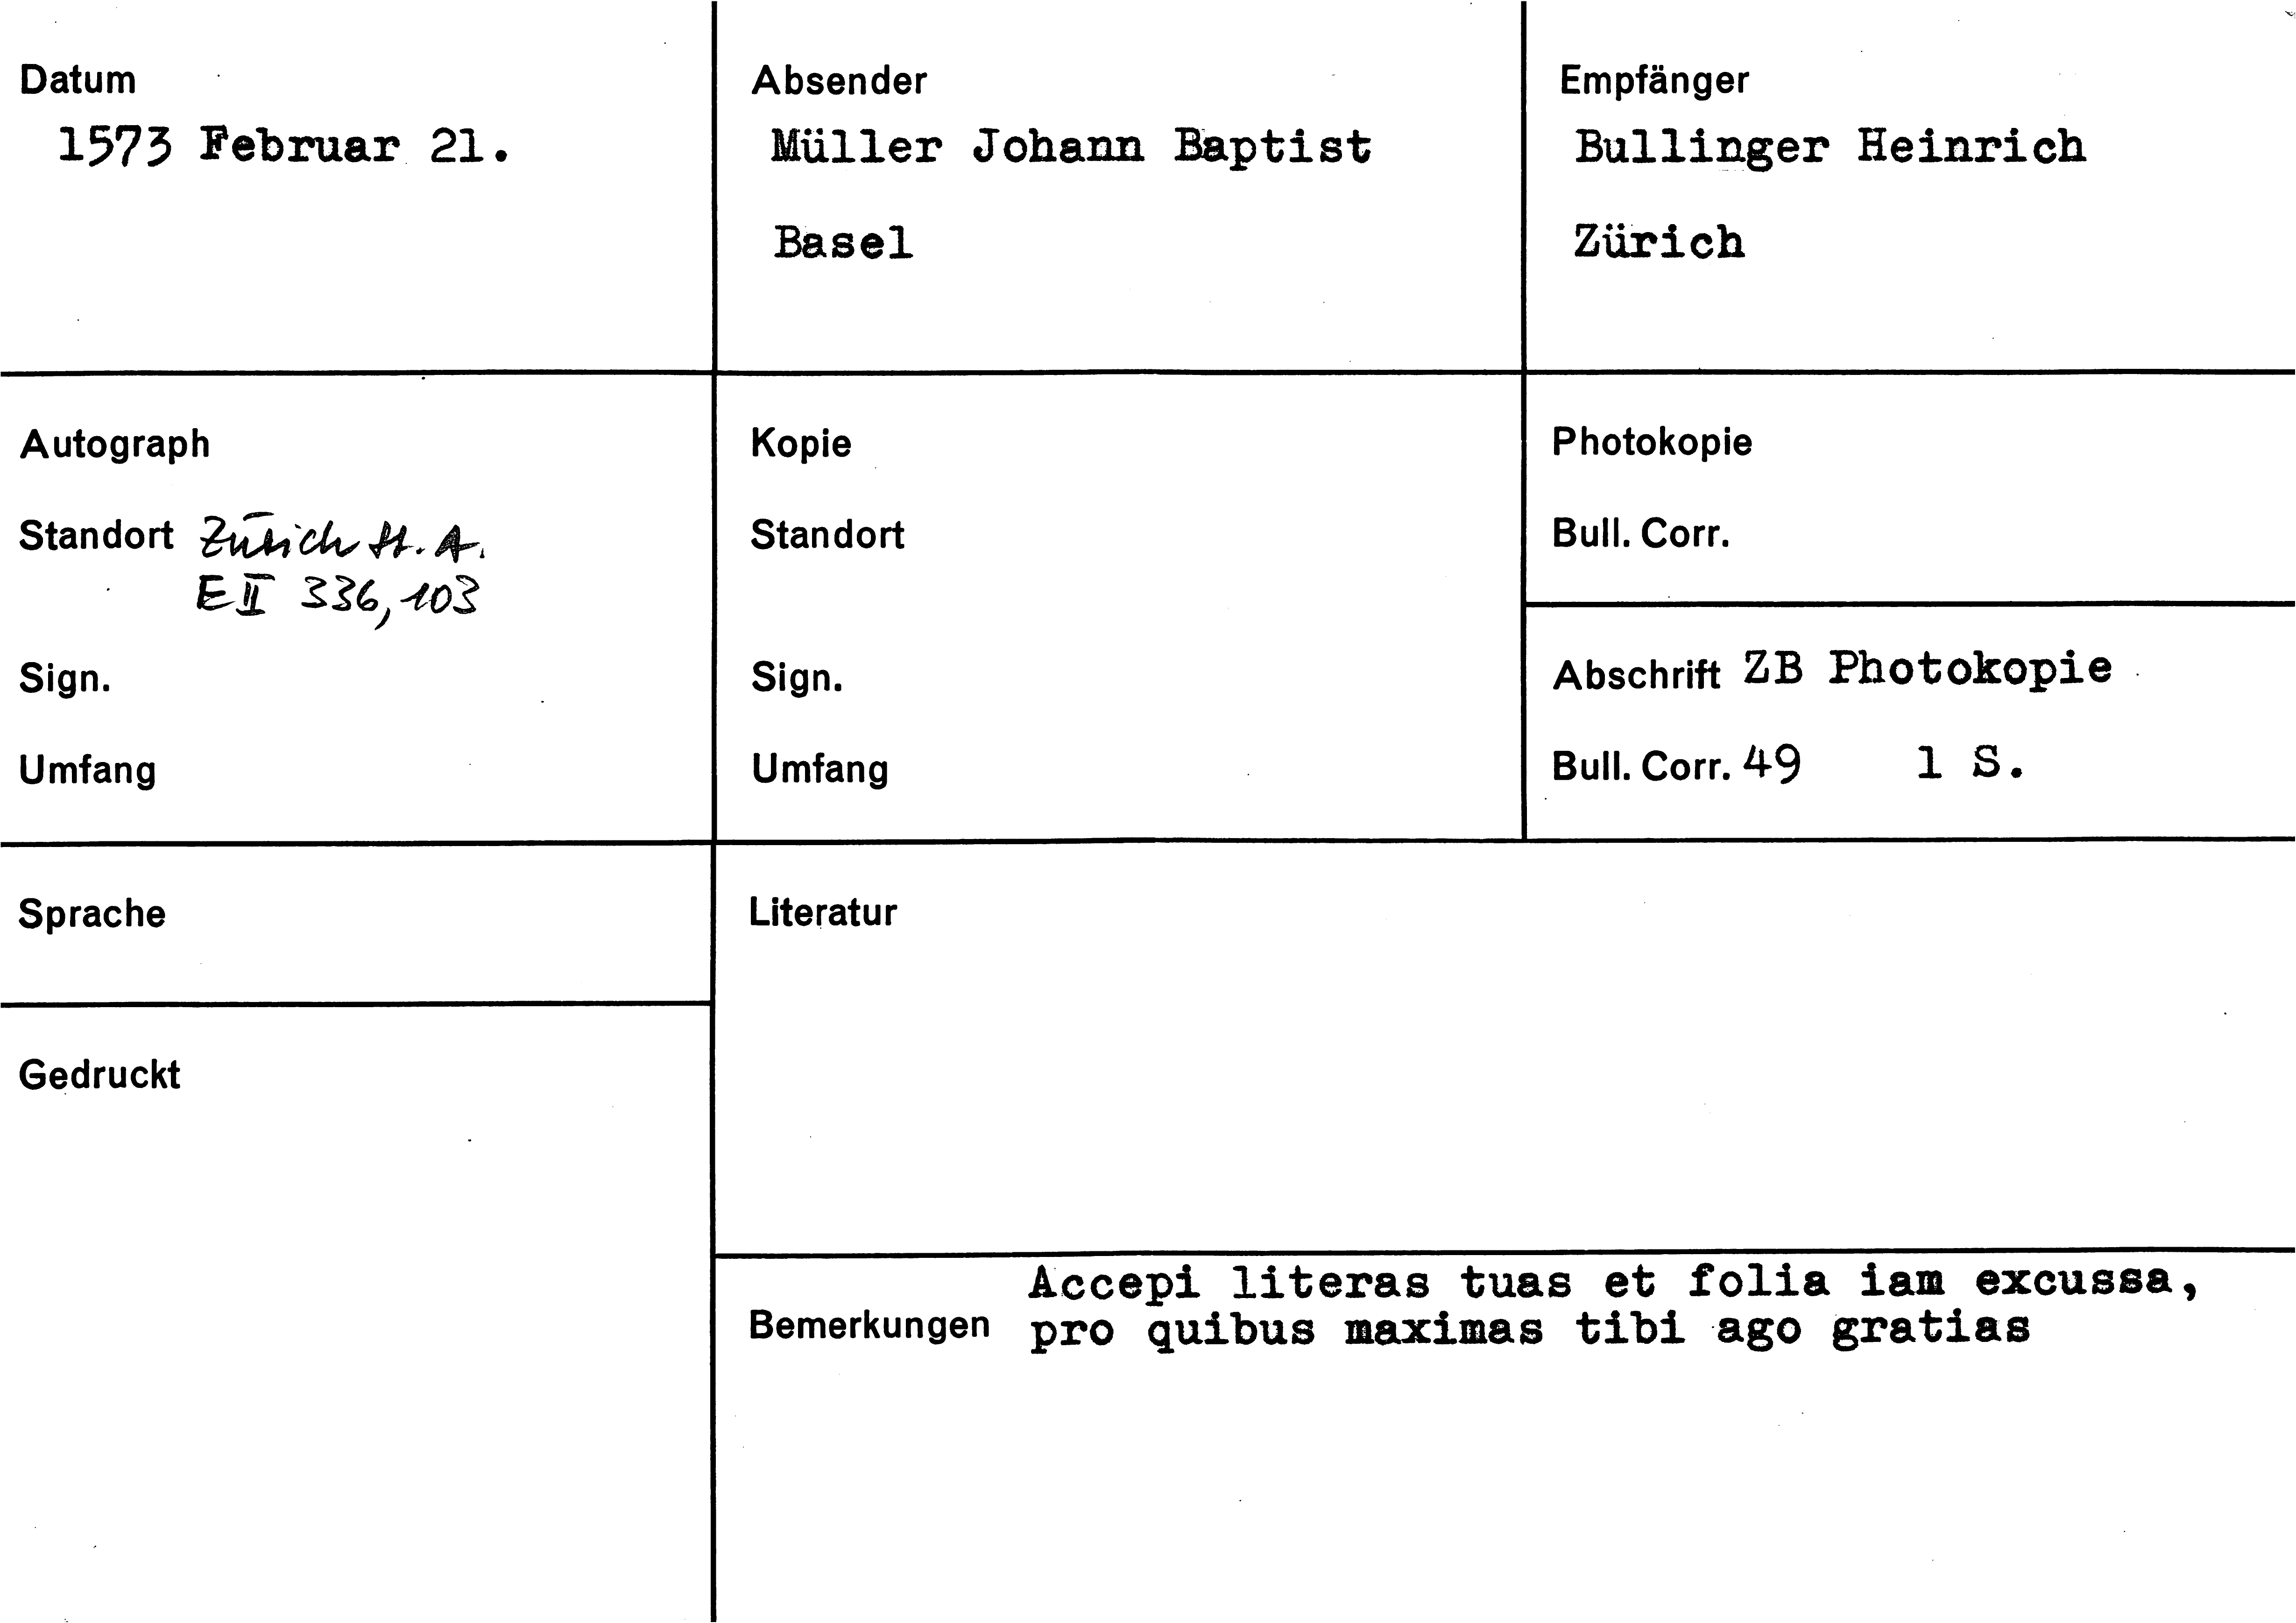 Datum
1573 Februar 21.
Absender
Müller Johann Baptist
Basel
Empfänger
Bullinger Heinrich
Zürich
Autograph
Standort Zürich St. A.
E II 336, 103
Sign.
Umfang
Kopie
Standort
Sign.
Umfang
Photokopie
Bull. Corr.
Abschrift ZB Photokopie
Bull. Corr. 49 1 S.
Sprache
Gedruckt
Literatur
Bemerkungen
Accepi literas tuas et folia iam excussa,
pro quibus maximas tibi ago gratias